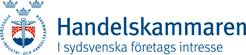 Handelskammaren
I sydsvenska företags intresse